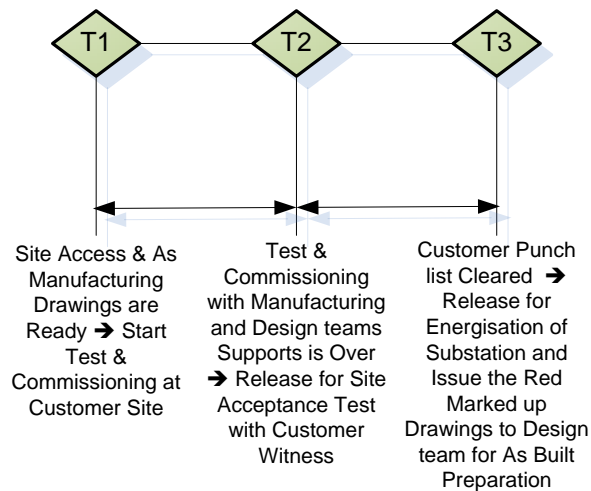 T1
T2
T3
Site Access & As
Manufacturing
Drawings are
Ready ➔ Start
Test &
Commissioning at
Customer Site
Test &
Commissioning
with Manufacturing
and Design teams
Supports is Over
➔ Release for Site
Acceptance Test
with Customer
Witness
Customer Punch
list Cleared ➔
Release for
Energisation of
Substation and
Issue the Red
Marked up
Drawings to Design
team for As Built
Preparation